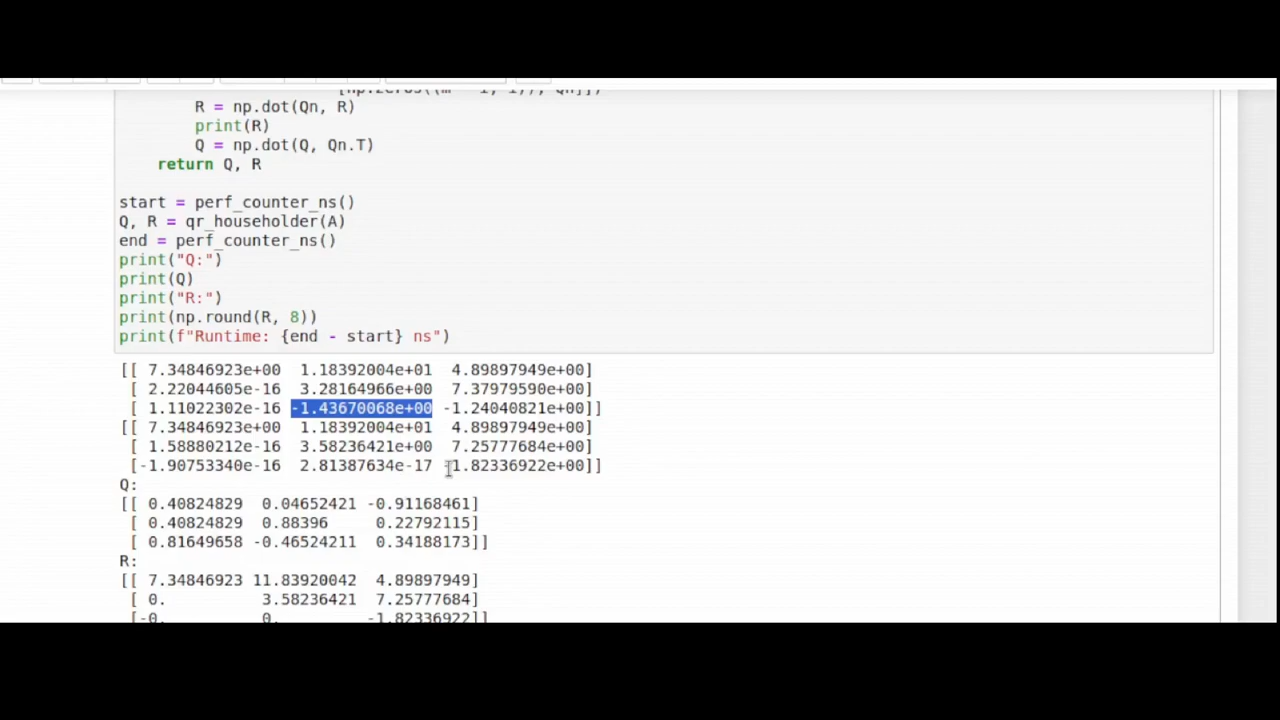 R = np.dot(Qn, R)
print(R)
Q = np.dot(Q, Qn.T)
return Q, R
start = perf_counter_ns()
Q, R = qr_householder(A)
end = perf_counter_ns()
print("Q:")
print(Q)
print("R:")
print(np.round(R, 8))
print(f"Runtime: {end - start} ns")
[[ 7.34846923e+00 1.18392004e+01 4.89897949e+00]
[ 2.22044605e-16 3.28164966e+00 7.37979590e+00]
[ 1.11022302e-16 -1.43670068e+00 -1.24040821e+00]]
[[ 7.34846923e+00 1.18392004e+01 4.89897949e+00]
[ 1.58880212e-16 3.58236421e+00 7.25777684e+00]
[-1.90753340e-16 2.81387634e-17 -1.82336922e+00]]
Q:
[[ 0.40824829 0.04652421 -0.91168461]
[ 0.40824829 0.88396 0.22792115]
[ 0.81649658 -0.46524211 0.34188173]]
R:
[[ 7.34846923 11.83920042 4.89897949]
[ 0. 3.58236421 7.25777684]
[-0. 0. -1.82336922]]